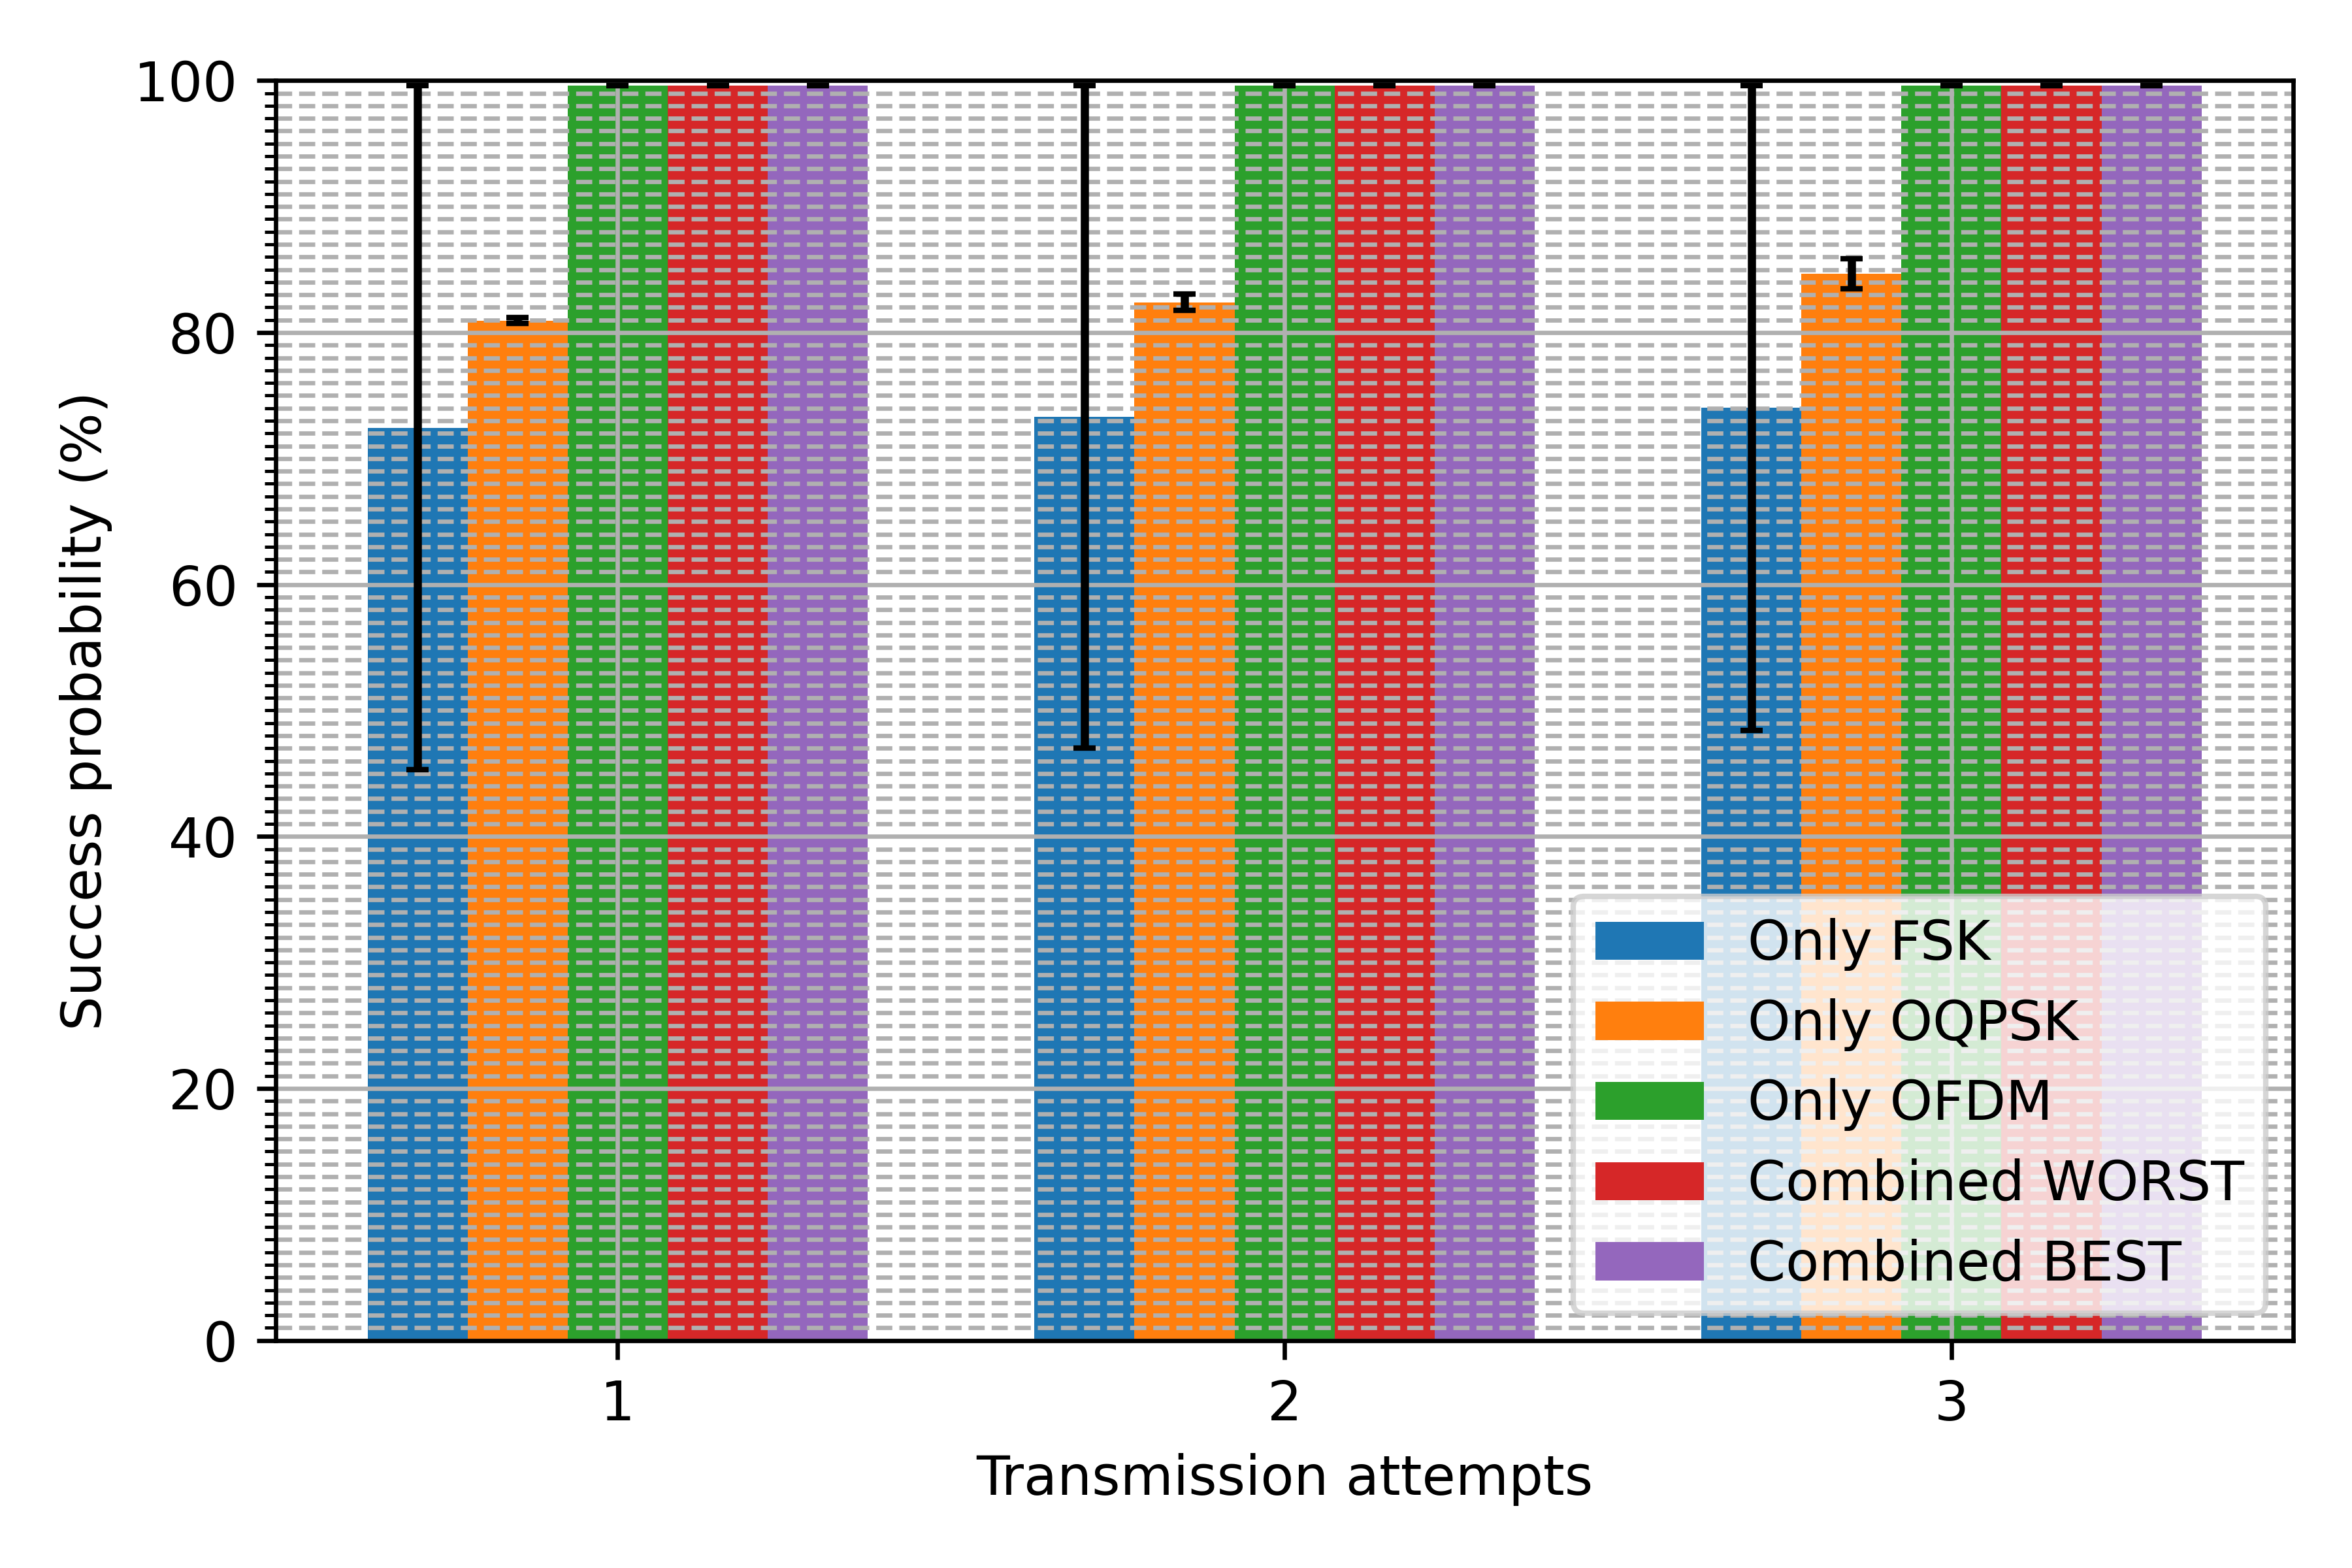 Success probability (%)
100
80
60
40
20
0
1
2
3
Transmission attempts
Only FSK
Only OQPSK
Only OFDM
Combined WORST
Combined BEST